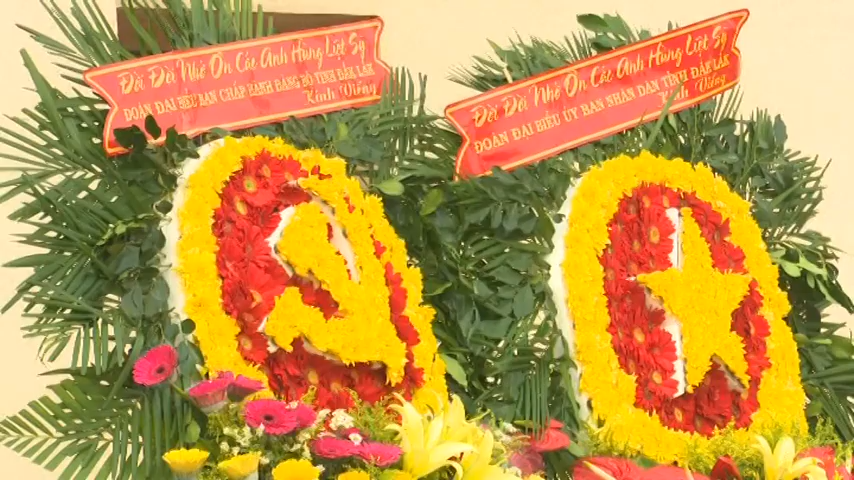 Đời Đời Nhớ Ơn Các Anh Hùng Liệt Sỹ
ĐOÀN ĐẠI BIỂU BAN CHẤP HÀNH ĐẢNG BỘ TỈNH ĐẮK LẮK
Kính Viếng
Đời Đời Nhớ Ơn Các Anh Hùng Liệt Sỹ
ĐOÀN ĐẠI BIỂU ỦY BAN NHÂN DÂN TỈNH ĐẮK LẮK
Kính Viếng